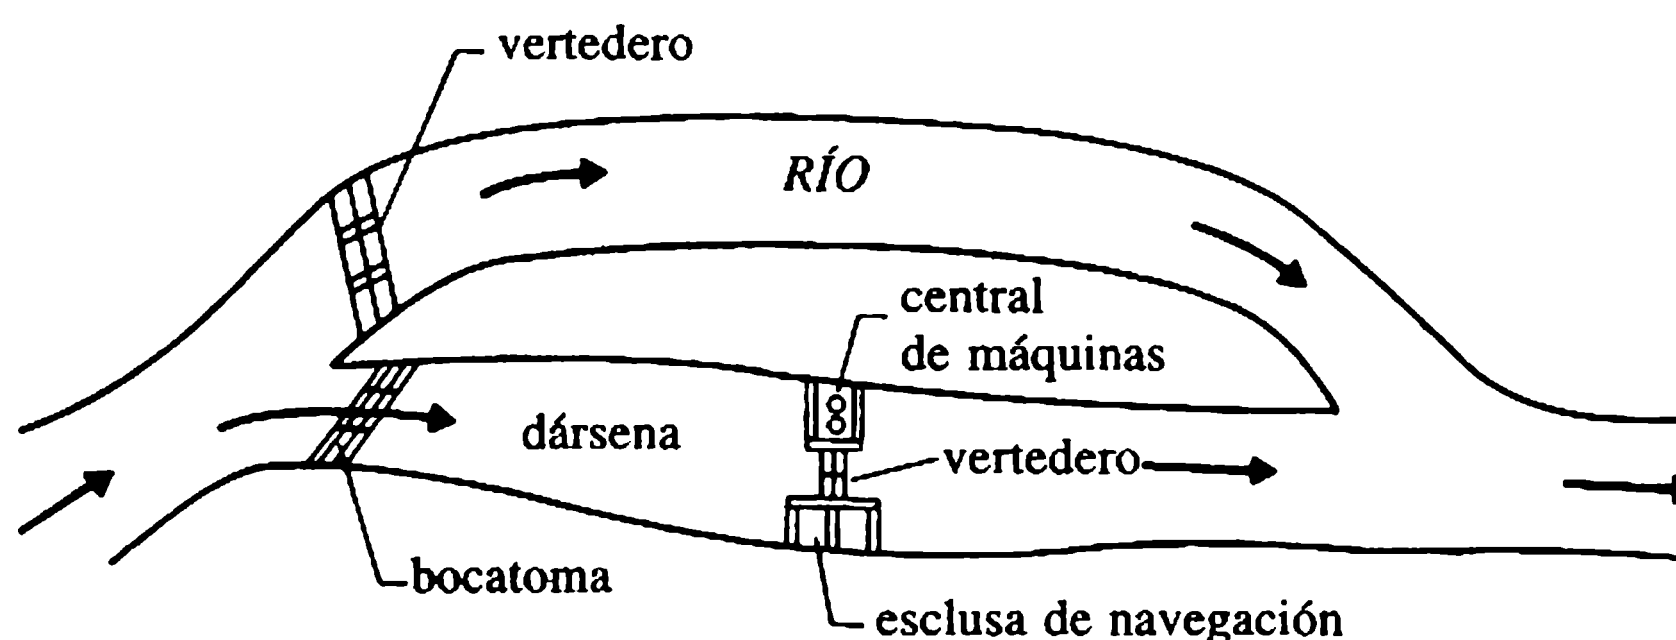 vertedero
RÍO
central
de máquinas
dársena
vertedero
bocatoma
esclusa de navegación